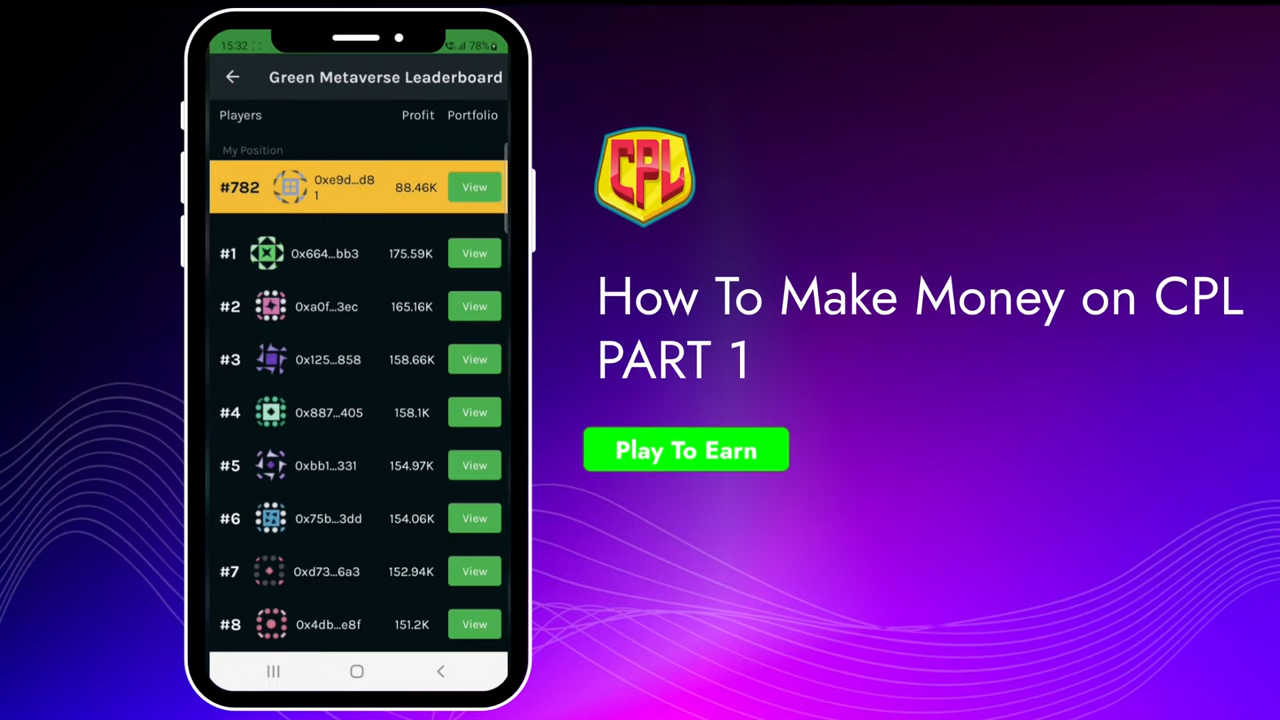 15:32
78%
Green Metaverse Leaderboard
Players Profit Portfolio
My Position
#782 0xe9d...d8 88.46K View
1
#1 0x664...bb3 175.59K View
#2 0xa0f...3ec 165.16K View
#3 0x125...858 158.66K View
#4 0x887...405 158.1K View
#5 0xbb1...331 154.97K View
#6 0x75b...3dd 154.06K View
#7 0xd73...6a3 152.94K View
#8 0x4db...e8f 151.2K View
CPL
How To Make Money on CPL
PART 1
Play To Earn